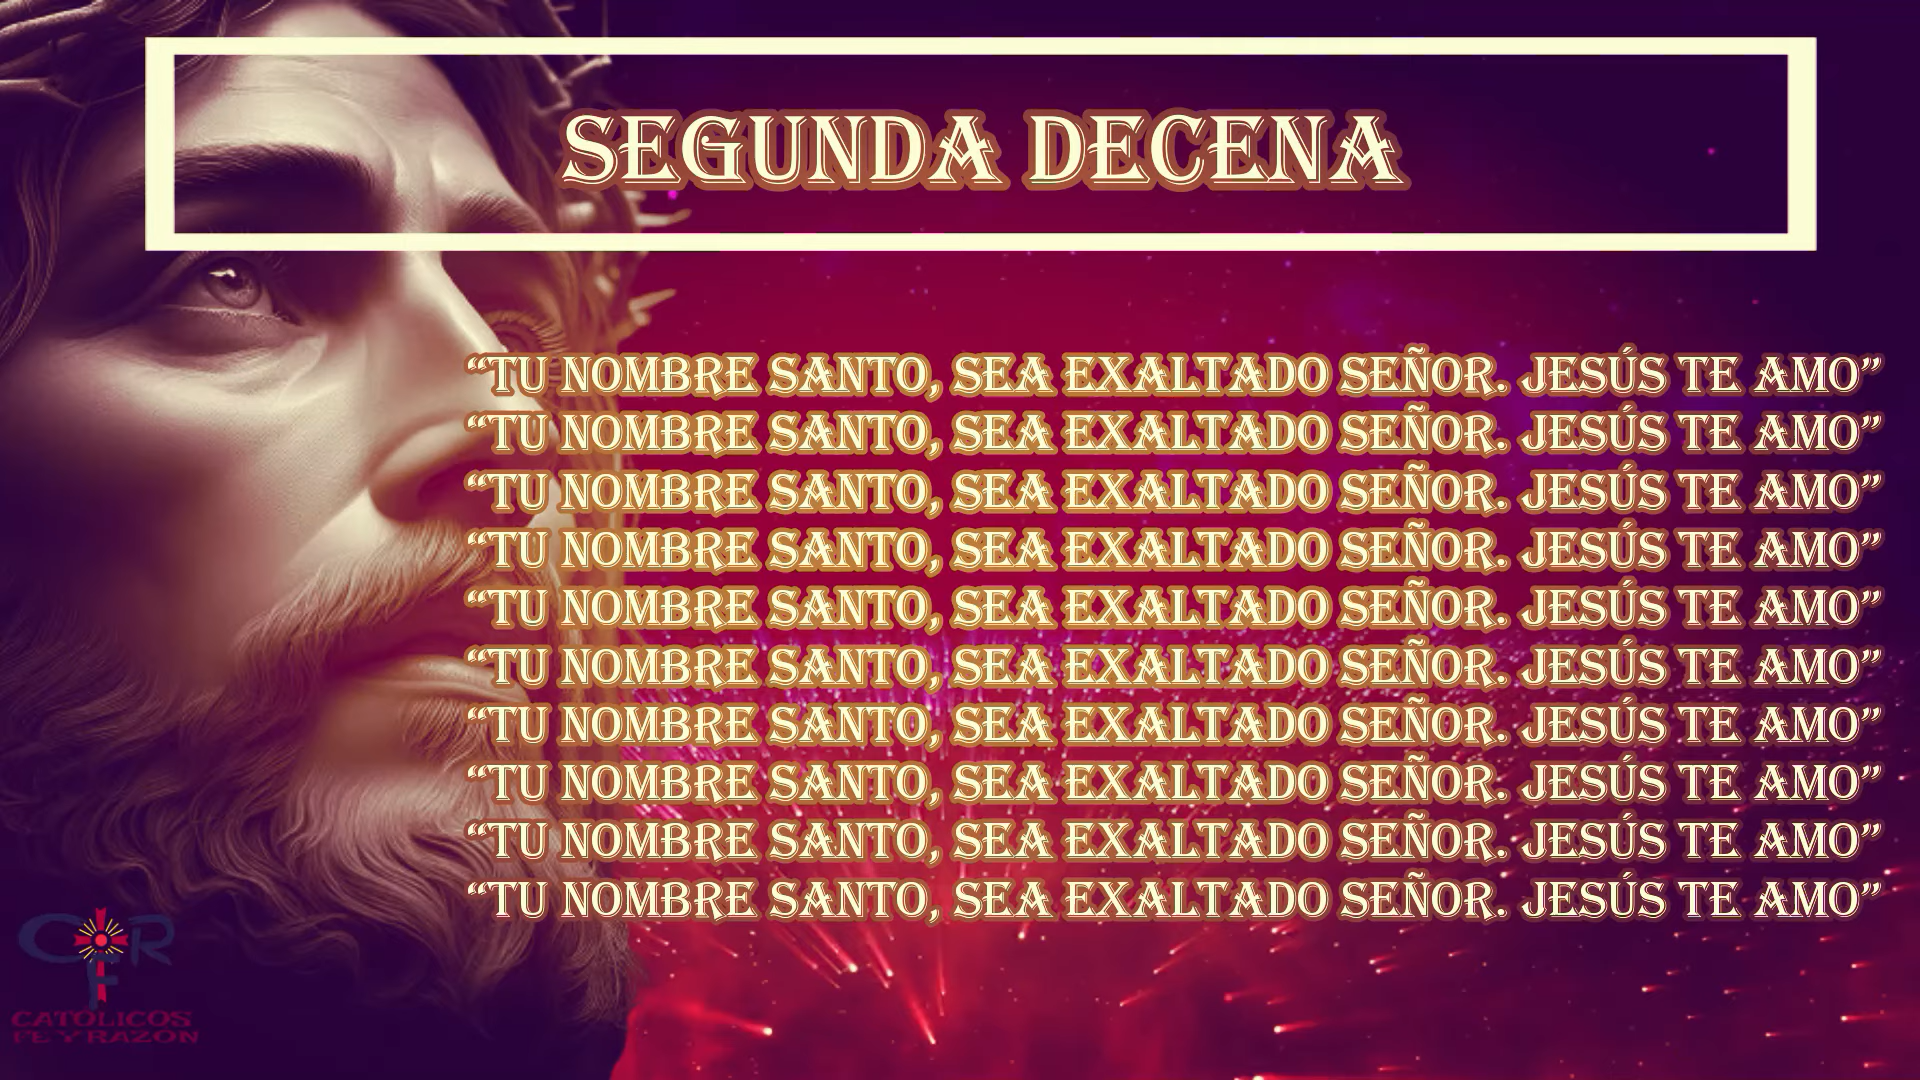 SEGUNDA DECENA
“TU NOMBRE SANTO, SEA EXALTADO SEÑOR. JESÚS TE AMO”
“TU NOMBRE SANTO, SEA EXALTADO SEÑOR. JESÚS TE AMO”
“TU NOMBRE SANTO, SEA EXALTADO SEÑOR. JESÚS TE AMO”
“TU NOMBRE SANTO, SEA EXALTADO SEÑOR. JESÚS TE AMO”
“TU NOMBRE SANTO, SEA EXALTADO SEÑOR. JESÚS TE AMO”
“TU NOMBRE SANTO, SEA EXALTADO SEÑOR. JESÚS TE AMO”
“TU NOMBRE SANTO, SEA EXALTADO SEÑOR. JESÚS TE AMO”
“TU NOMBRE SANTO, SEA EXALTADO SEÑOR. JESÚS TE AMO”
“TU NOMBRE SANTO, SEA EXALTADO SEÑOR. JESÚS TE AMO”
“TU NOMBRE SANTO, SEA EXALTADO SEÑOR. JESÚS TE AMO”
C R
F
CATÓLICOS
FE Y RAZÓN